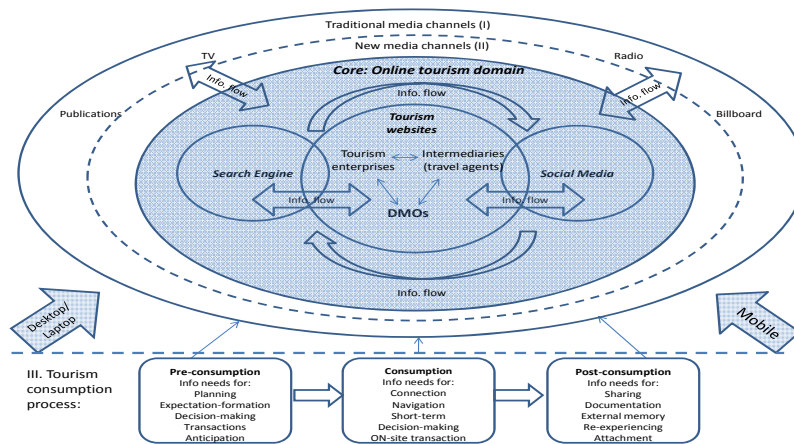 Traditional media channels (I)
New media channels (II)
TV
Radio
Core: Online tourism domain
Info. flow
Info. flow
Info. flow
Publications
Billboard
Tourism
websites
Search Engine
Tourism
enterprises
Intermediaries
(travel agents)
Social Media
Info. flow
Info. flow
DMOs
Info. flow
Desktop/
Laptop
Mobile
III. Tourism
consumption
process:
Pre-consumption
Info needs for:
Planning
Expectation-formation
Decision-making
Transactions
Anticipation
Consumption
Info needs for:
Connection
Navigation
Short-term
Decision-making
ON-site transaction
Post-consumption
Info needs for:
Sharing
Documentation
External memory
Re-experiencing
Attachment